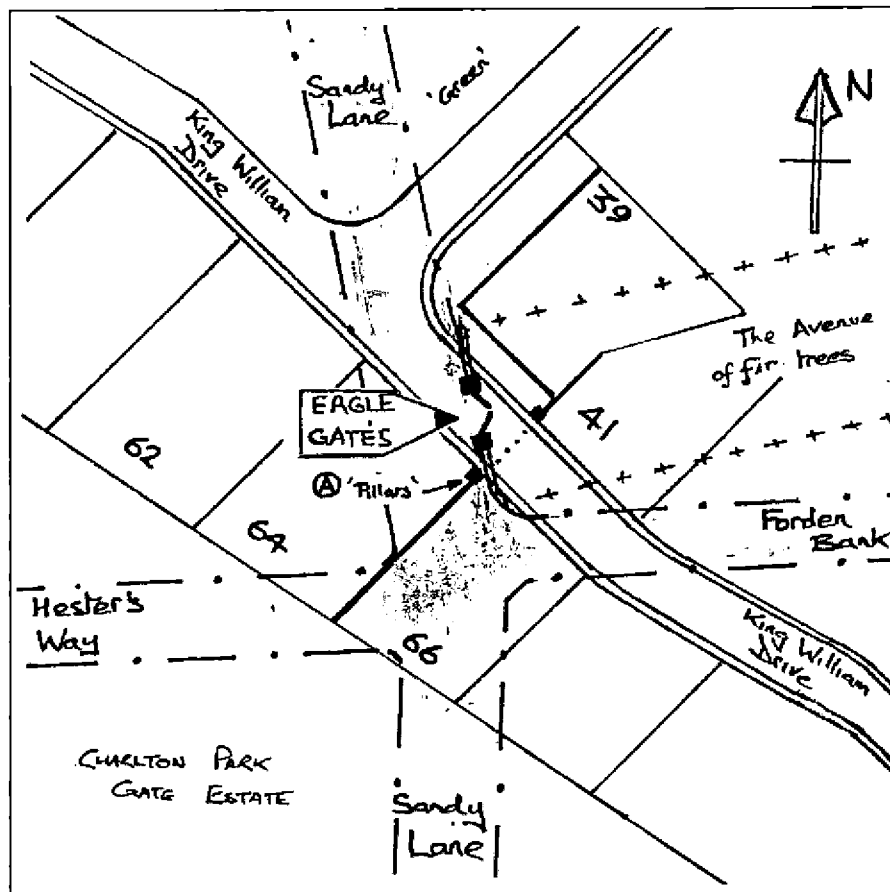 Sandy
Lane
'Green'
N
King William
Drive
39
The Avenue
of fir trees
EAGLE
GATES
41
62
Ⓐ 'Pillars'
64
Forden
Bank
Hester's
Way
66
King William
Drive
CHARLTON PARK
GATE ESTATE
Sandy
Lane